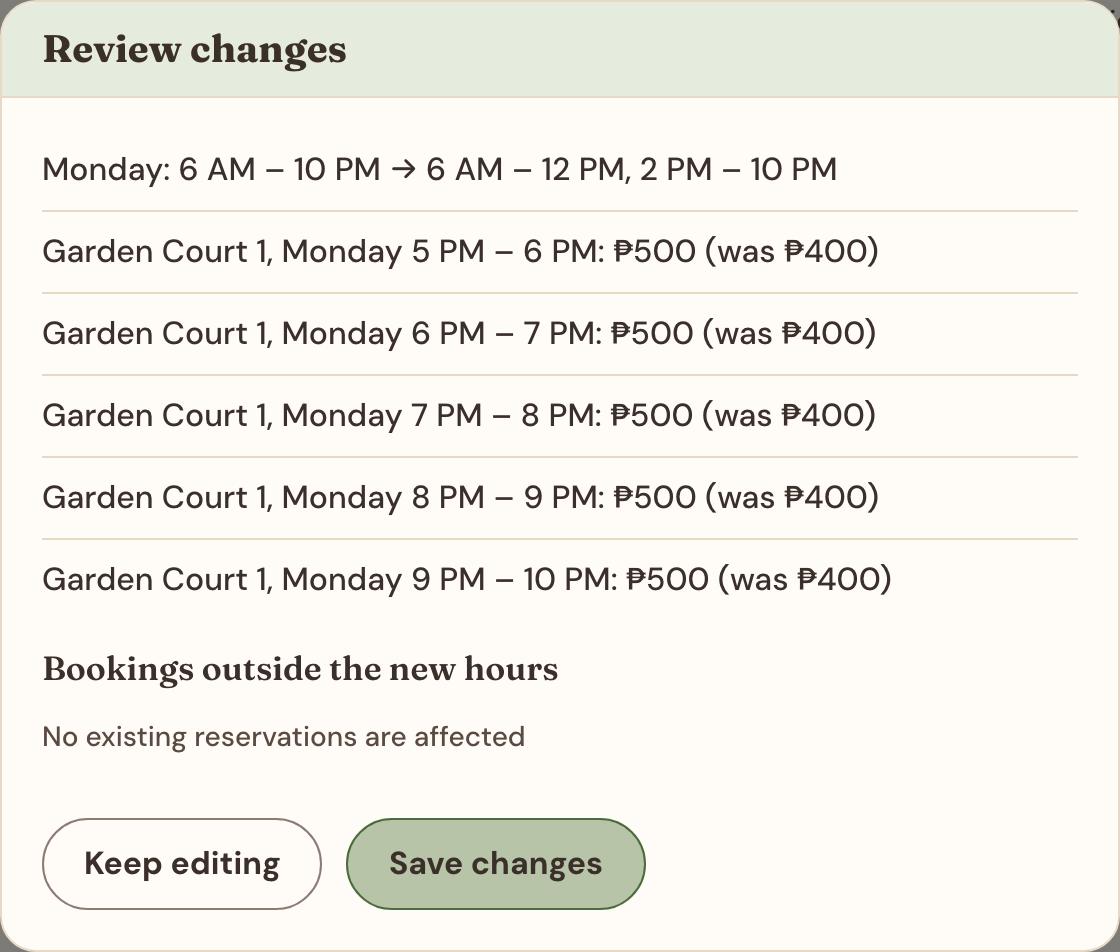 Review changes
Monday: 6 AM – 10 PM → 6 AM – 12 PM, 2 PM – 10 PM
Garden Court 1, Monday 5 PM – 6 PM: ₱500 (was ₱400)
Garden Court 1, Monday 6 PM – 7 PM: ₱500 (was ₱400)
Garden Court 1, Monday 7 PM – 8 PM: ₱500 (was ₱400)
Garden Court 1, Monday 8 PM – 9 PM: ₱500 (was ₱400)
Garden Court 1, Monday 9 PM – 10 PM: ₱500 (was ₱400)
Bookings outside the new hours
No existing reservations are affected
Keep editing
Save changes